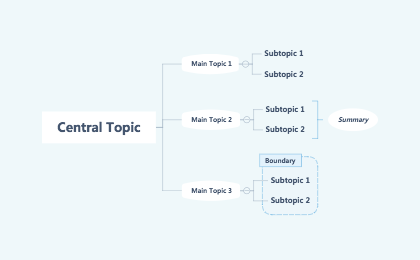 Central Topic
Main Topic 1
Subtopic 1
Subtopic 2
Main Topic 2
Subtopic 1
Subtopic 2
Summary
Main Topic 3
Boundary
Subtopic 1
Subtopic 2